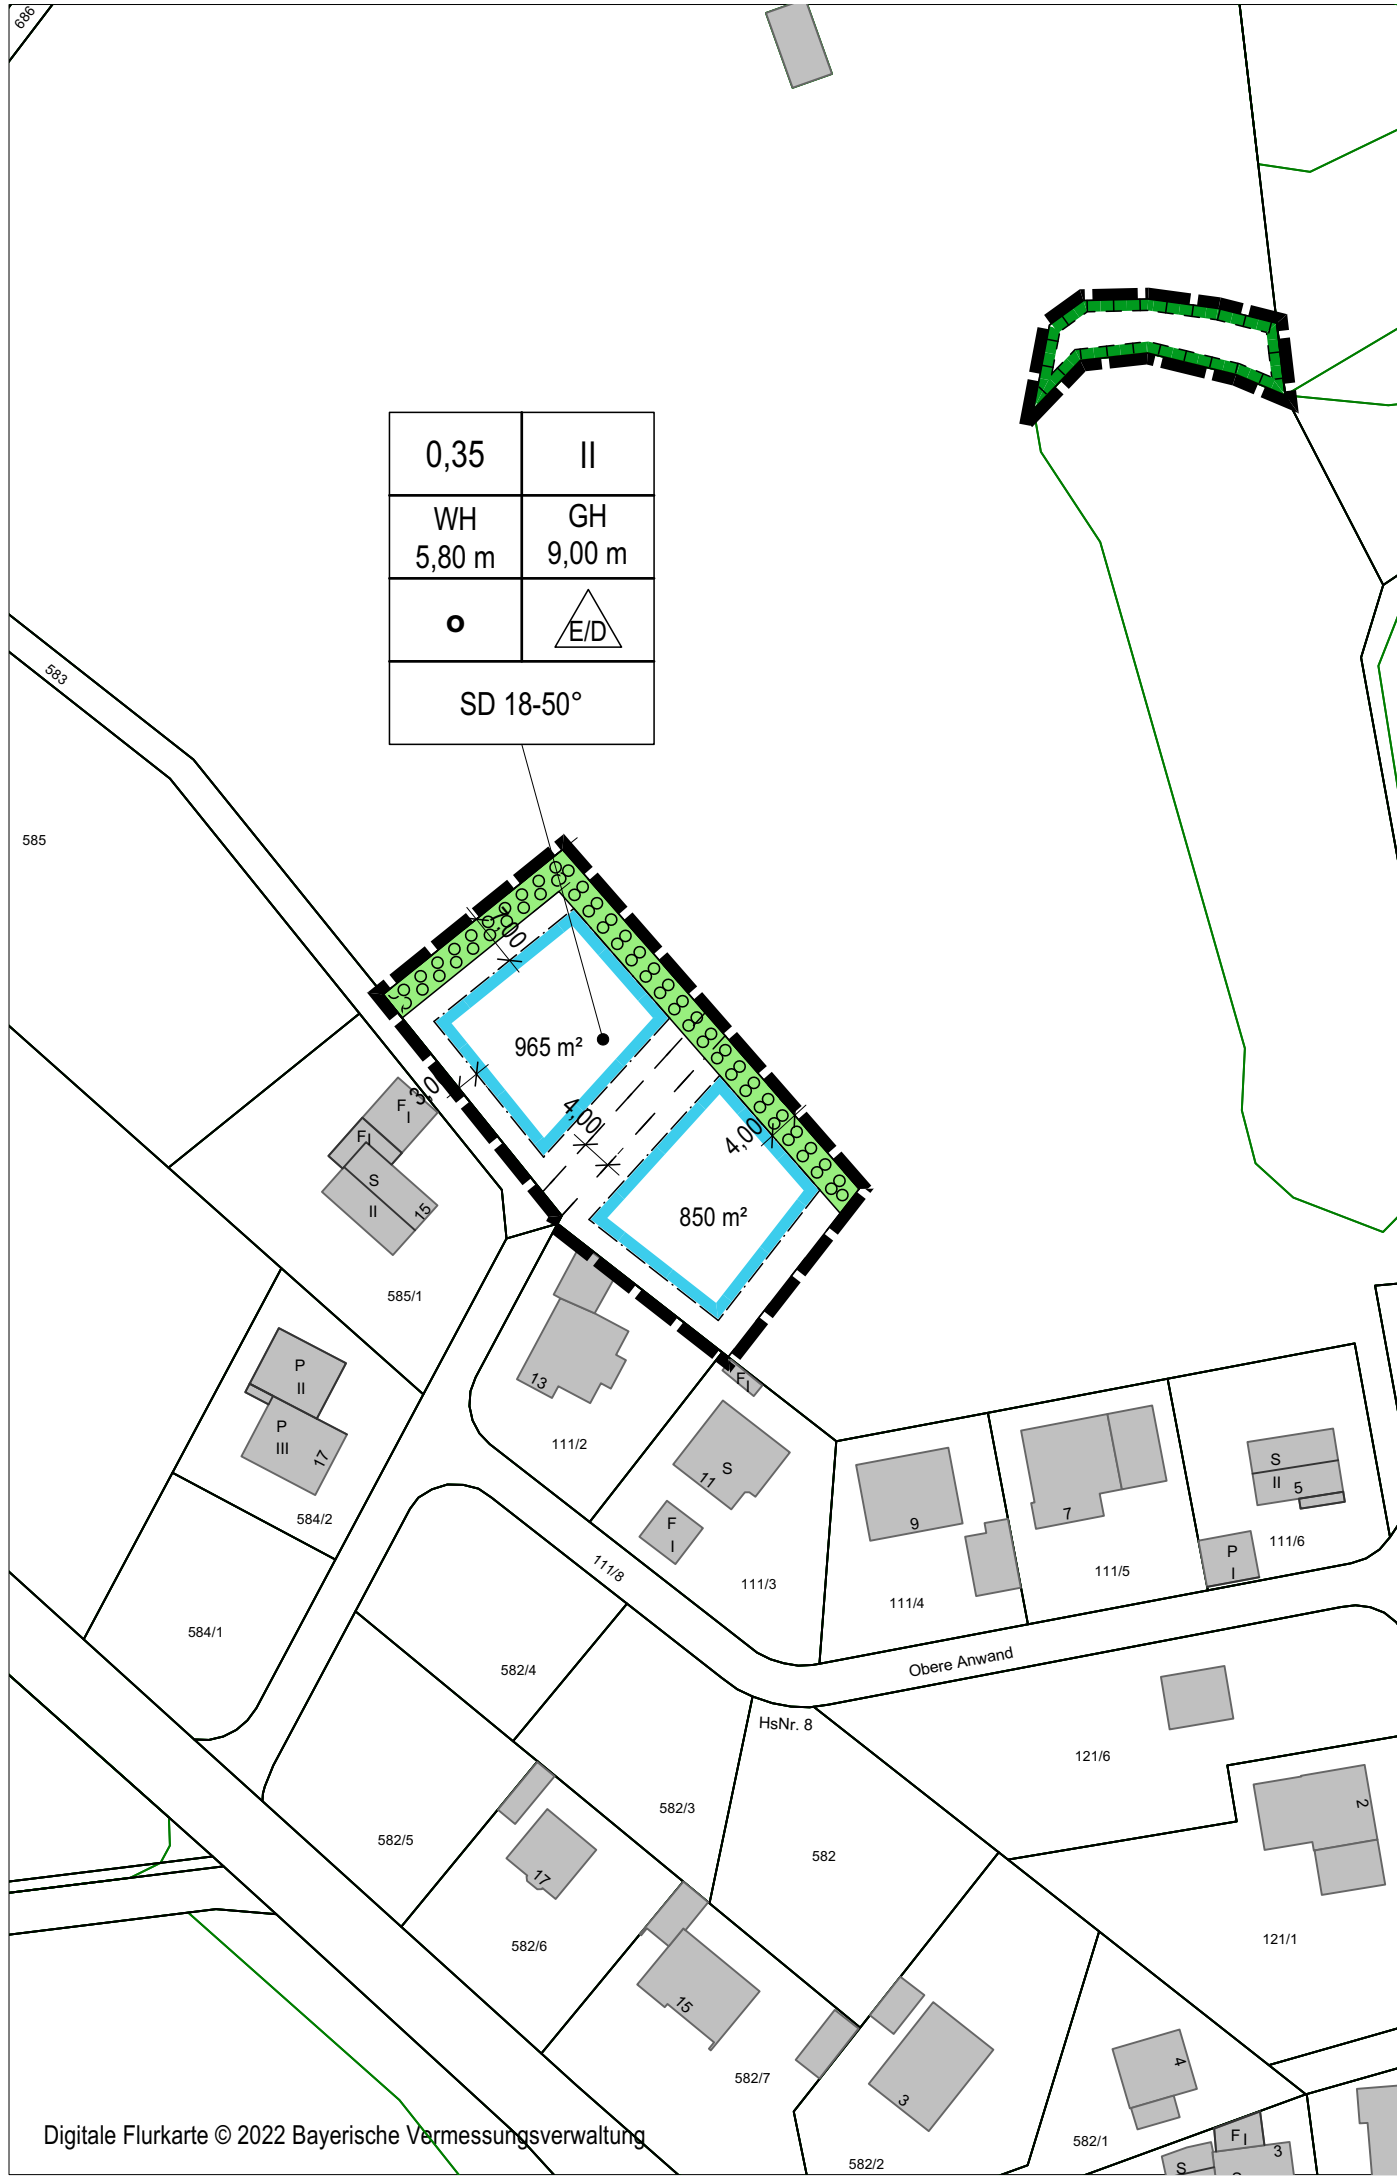 686
0,35 II
WH GH
5,80 m 9,00 m
o E/D
SD 18-50°
583
585
7,00
965 m²
3,0
4,00
4,00
850 m²
F I
F I
S
II
15
585/1
P
II
P
III
17
13
F I
111/2
S
11
F
I
584/2
111/8
111/3
9
111/4
7
111/5
S
II 5
P
I
111/6
584/1
582/4
Obere Anwand
HsNr. 8
121/6
582/3
582/5
582
2
17
582/6
121/1
15
582/7
3
4
582/1
F I
3
S
582/2
Digitale Flurkarte © 2022 Bayerische Vermessungsverwaltung